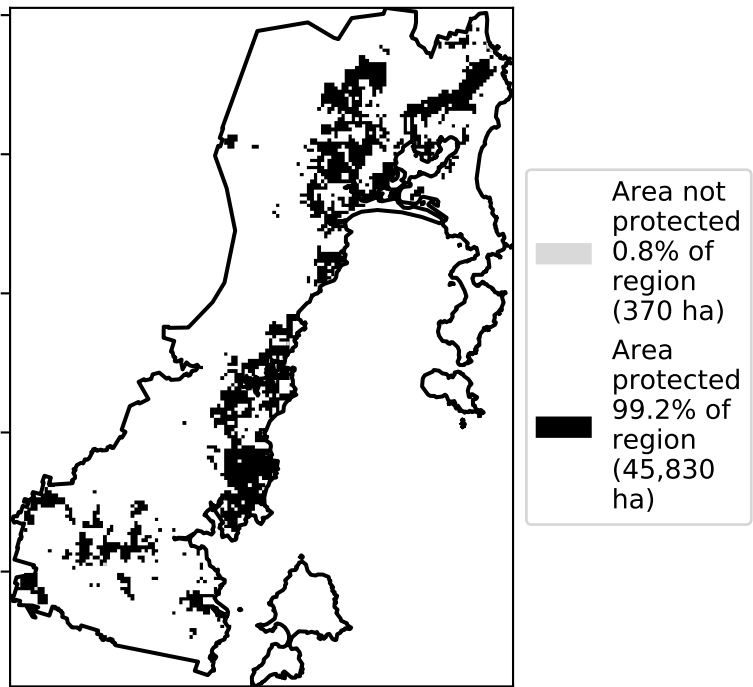 Area not
protected
0.8% of
region
(370 ha)
Area
protected
99.2% of
region
(45,830
ha)